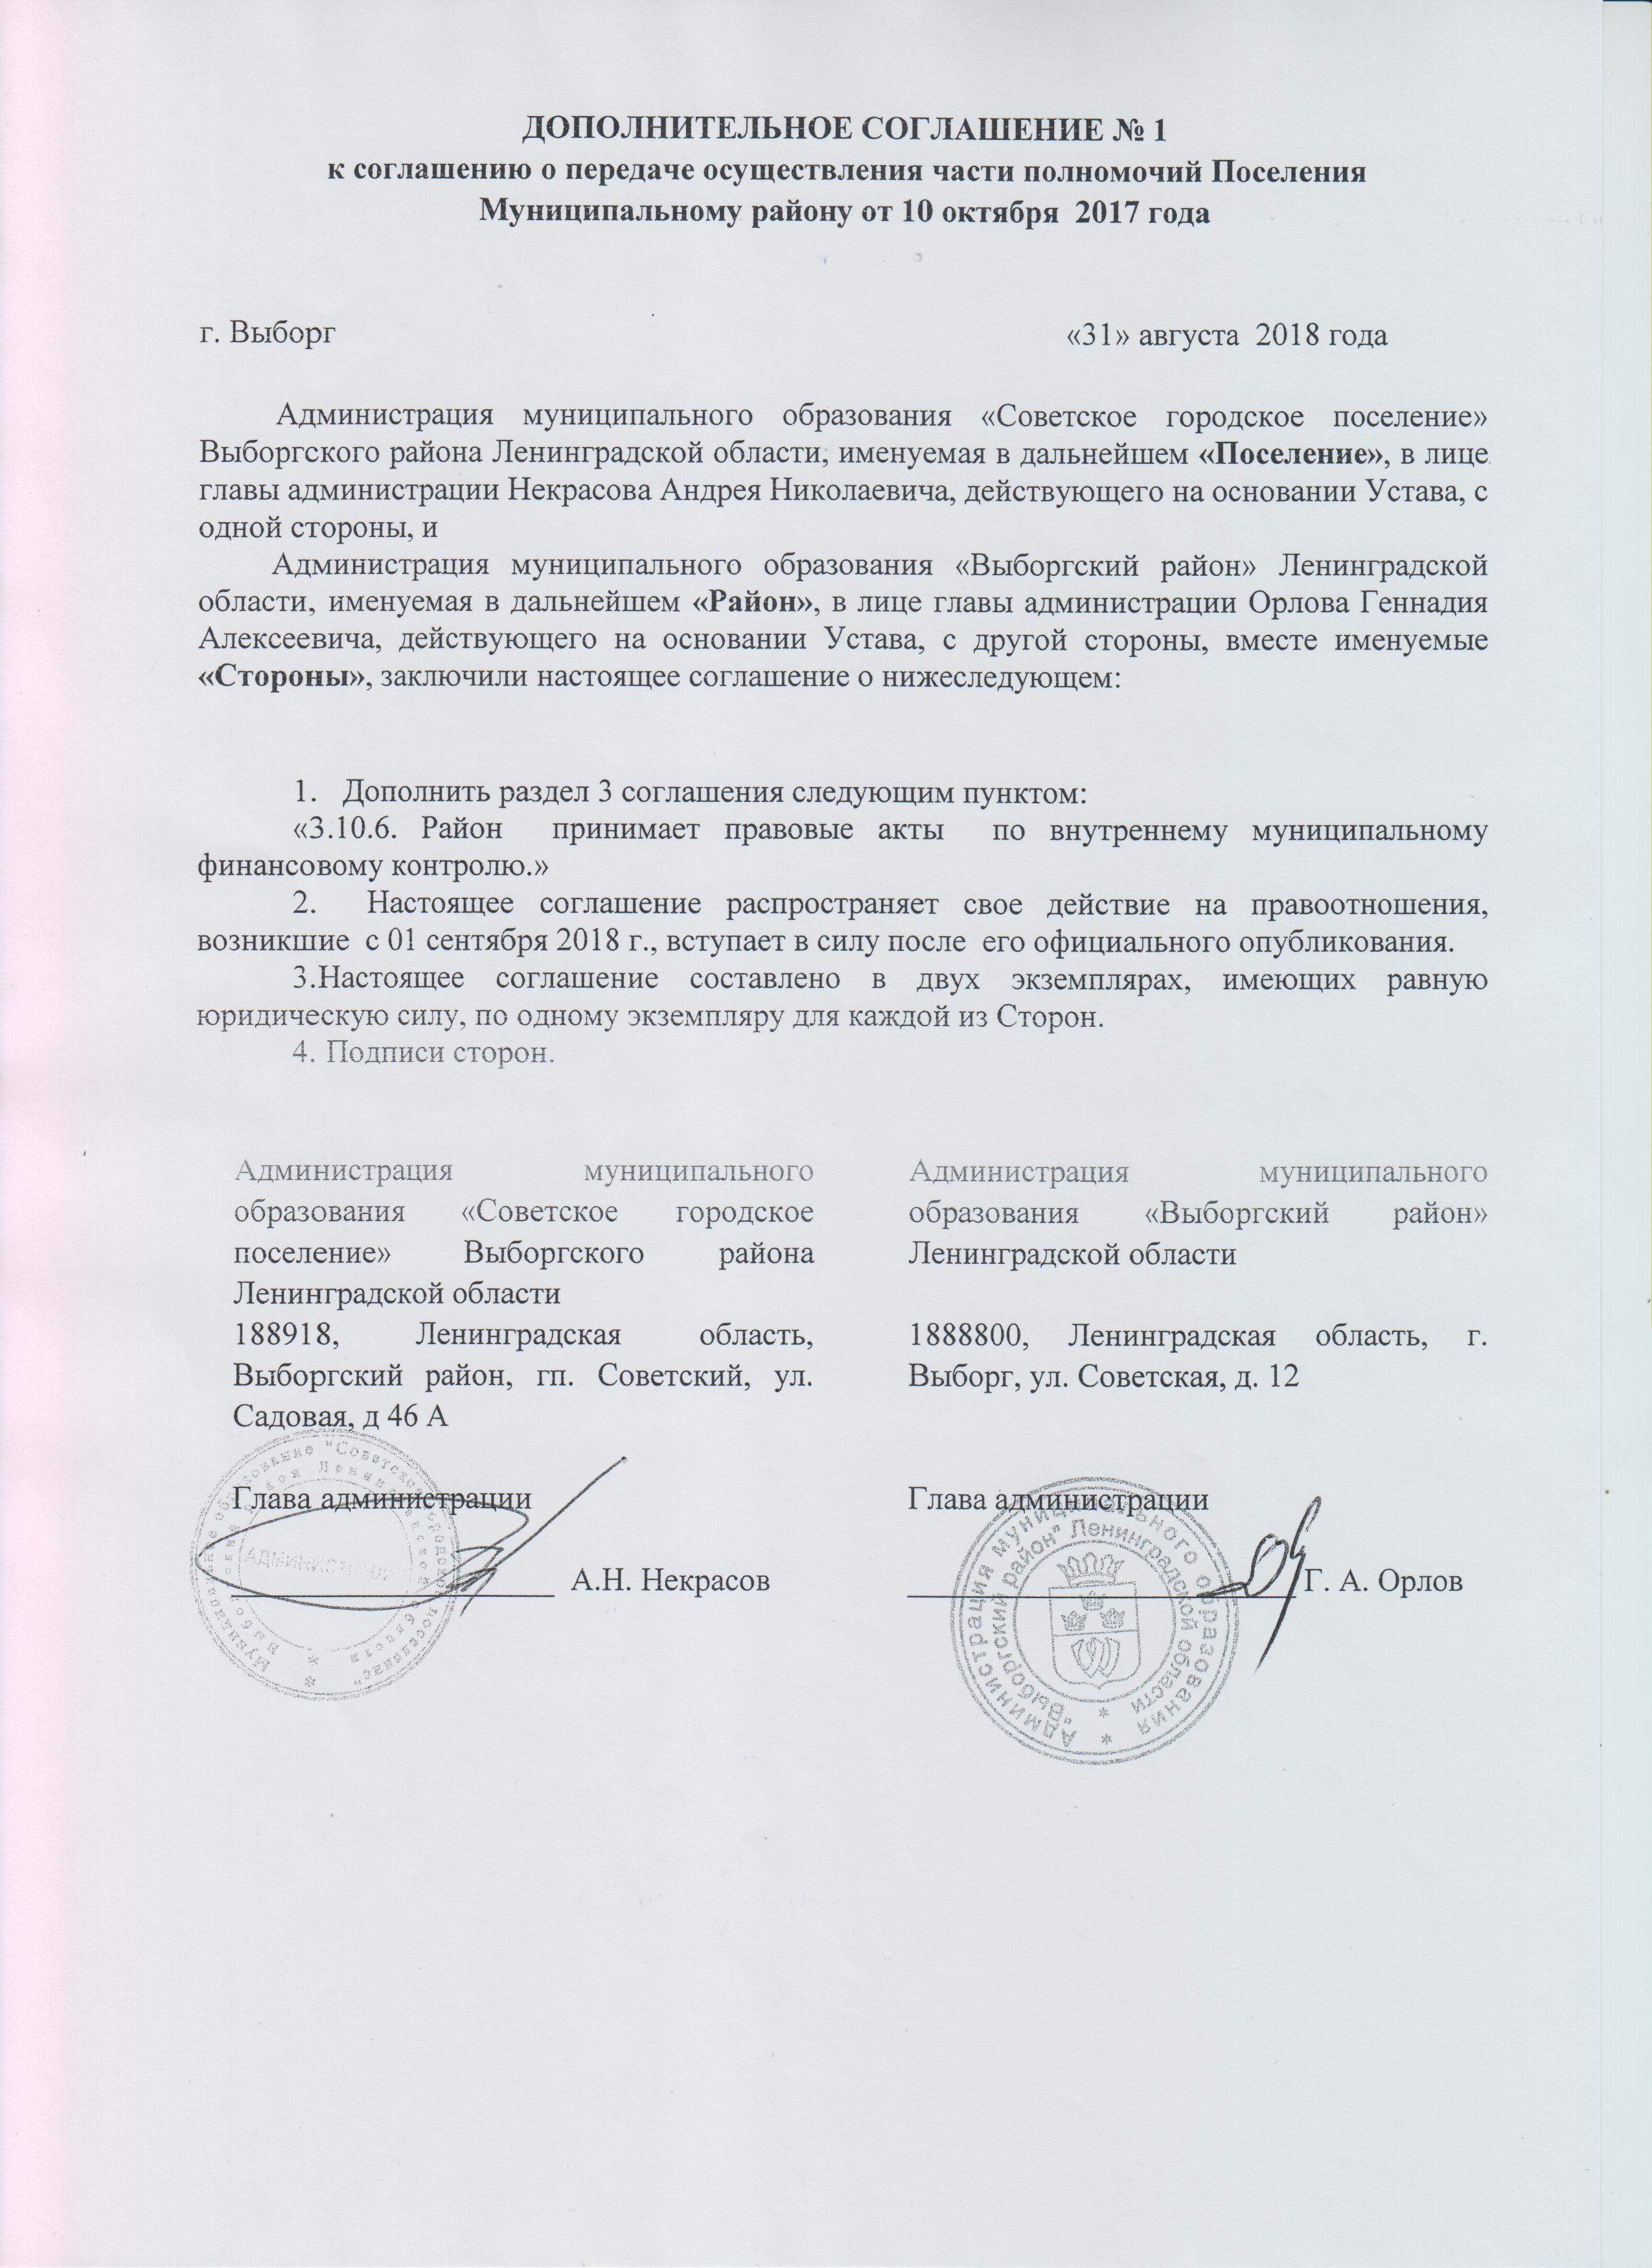 ДОПОЛНИТЕЛЬНОЕ СОГЛАШЕНИЕ № 1
к соглашению о передаче осуществления части полномочий Поселения
Муниципальному району от 10 октября 2017 года
г. Выборг «31» августа 2018 года
Администрация муниципального образования «Советское городское поселение»
Выборгского района Ленинградской области, именуемая в дальнейшем «Поселение», в лице
главы администрации Некрасова Андрея Николаевича, действующего на основании Устава, с
одной стороны, и
Администрация муниципального образования «Выборгский район» Ленинградской
области, именуемая в дальнейшем «Район», в лице главы администрации Орлова Геннадия
Алексеевича, действующего на основании Устава, с другой стороны, вместе именуемые
«Стороны», заключили настоящее соглашение о нижеследующем:
1. Дополнить раздел 3 соглашения следующим пунктом:
«3.10.6. Район принимает правовые акты по внутреннему муниципальному
финансовому контролю.»
2. Настоящее соглашение распространяет свое действие на правоотношения,
возникшие с 01 сентября 2018 г., вступает в силу после его официального опубликования.
3.Настоящее соглашение составлено в двух экземплярах, имеющих равную
юридическую силу, по одному экземпляру для каждой из Сторон.
4. Подписи сторон.
Администрация муниципального
образования «Советское городское
поселение» Выборгского района
Ленинградской области
188918, Ленинградская область,
Выборгский район, гп. Советский, ул.
Садовая, д 46 А
Глава администрации
А.Н. Некрасов
Муниципальное образование "Советское городское поселение"
Администрация муниципального
образования «Выборгский район»
Ленинградской области
1888800, Ленинградская область, г.
Выборг, ул. Советская, д. 12
Глава администрации
Г. А. Орлов
Администрация муниципального образования
"Выборгский район" Ленинградской области